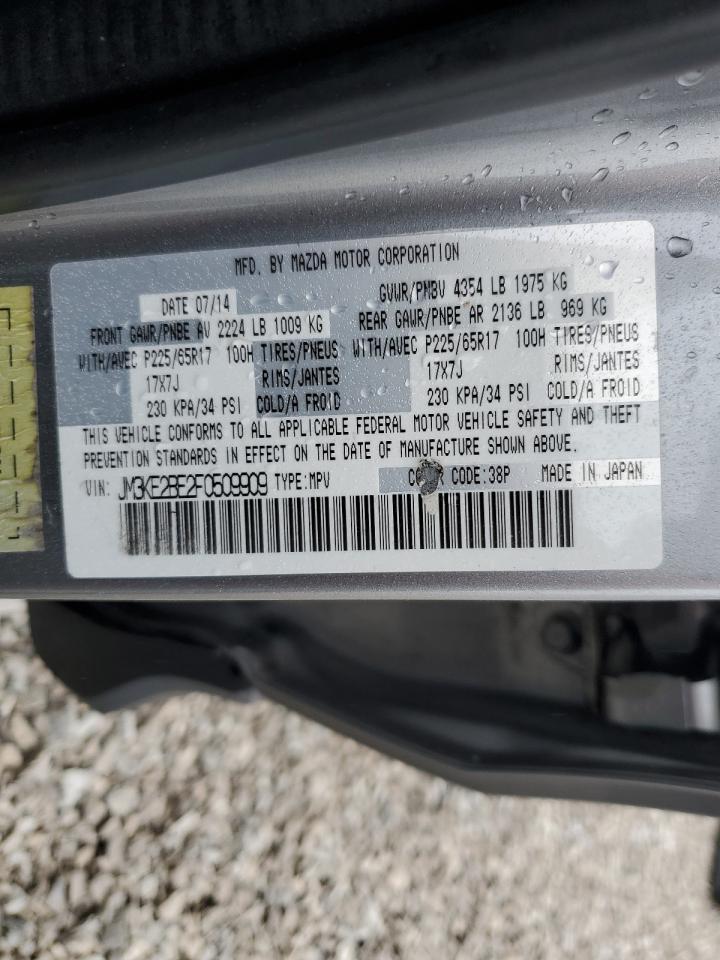 MFD. BY MAZDA MOTOR CORPORATION
DATE 07/14 GVWR/PNBV 4354 LB 1975 KG
FRONT GAWR/PNBE AV 2224 LB 1009 KG REAR GAWR/PNBE AR 2136 LB 969 KG
WITH/AVEC P225/65R17 100H TIRES/PNEUS WITH/AVEC P225/65R17 100H TIRES/PNEUS
17X7J RIMS/JANTES 17X7J RIMS/JANTES
230 KPA/34 PSI COLD/A FROID 230 KPA/34 PSI COLD/A FROID
THIS VEHICLE CONFORMS TO ALL APPLICABLE FEDERAL MOTOR VEHICLE SAFETY AND THEFT
PREVENTION STANDARDS IN EFFECT ON THE DATE OF MANUFACTURE SHOWN ABOVE.
VIN: JM3KE2BE2F0509909 TYPE:MPV CODE:38P MADE IN JAPAN